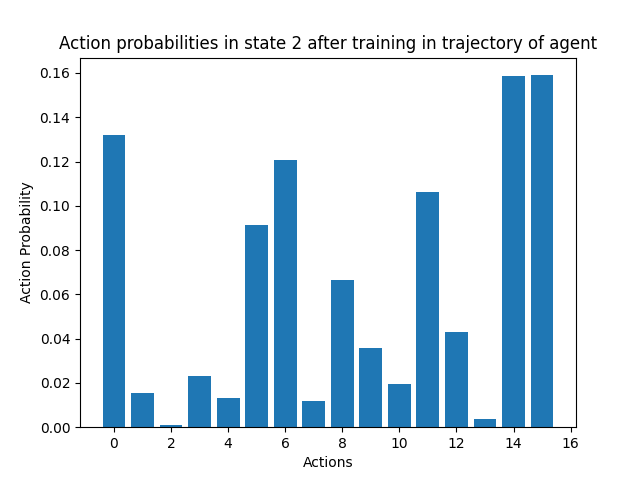 Action probabilities in state 2 after training in trajectory of agent
0.16
0.14
0.12
0.10
0.08
0.06
0.04
0.02
0.00
Action Probability
0 2 4 6 8 10 12 14 16
Actions